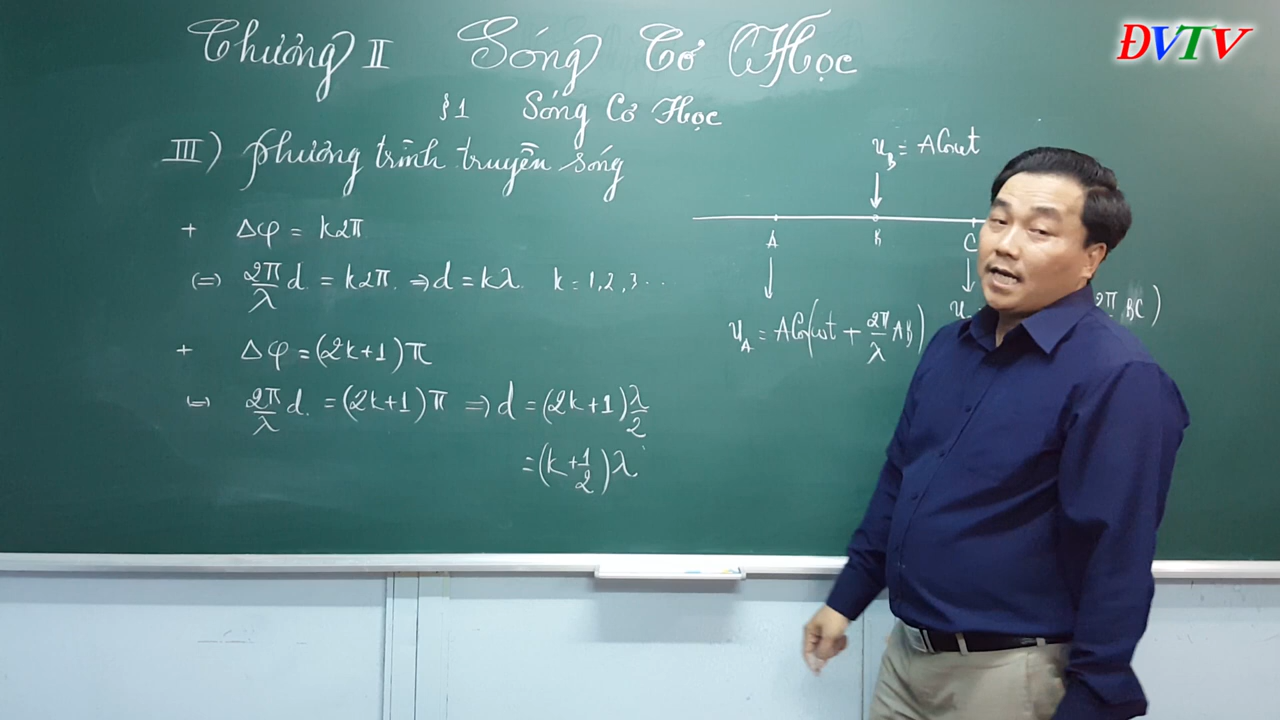 ĐVTV
Chương II Sóng Cơ Học
§1 Sóng Cơ Học
III) phương trình truyền sóng
+ Δφ = k2π
(=) 2π/λ d = k2π. => d = kλ. k = 1, 2, 3...
+ Δφ = (2k+1)π
<=> 2π/λ d. = (2k+1)π => d = (2k+1)λ/2
= (k+1/2)λ
u_B = ACosωt
A B C
u_A = ACos(ωt + 2π/λ AB)
2π BC)